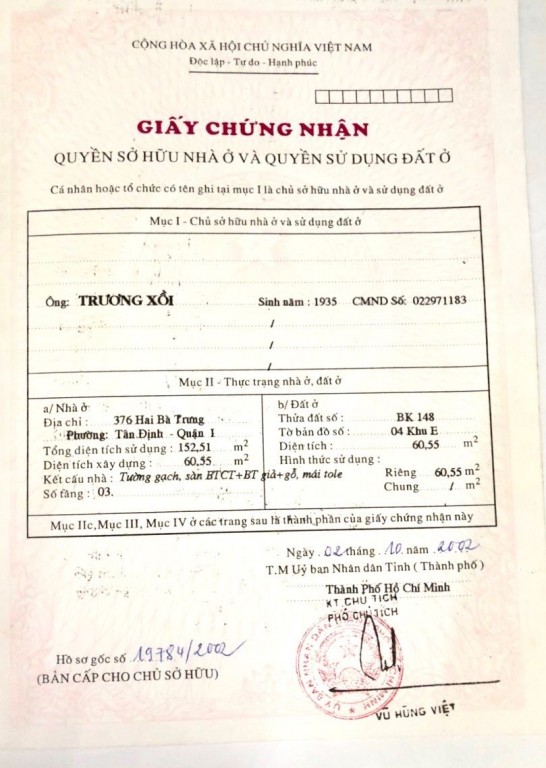 CỘNG HÒA XÃ HỘI CHỦ NGHĨA VIỆT NAM
Độc lập - Tự do - Hạnh phúc
GIẤY CHỨNG NHẬN
QUYỀN SỞ HỮU NHÀ Ở VÀ QUYỀN SỬ DỤNG ĐẤT Ở
Cá nhân hoặc tổ chức có tên ghi tại mục I là chủ sở hữu nhà ở và sử dụng đất ở
Mục I - Chủ sở hữu nhà ở và sử dụng đất ở
Ông: TRƯƠNG XỒI Sinh năm : 1935 CMND Số: 022971183
/
/
/
Mục II - Thực trạng nhà ở, đất ở
a/ Nhà ở
Địa chỉ : 376 Hai Bà Trưng
Phường: Tân Định - Quận 1
Tổng diện tích sử dụng : 152,51 m2
Diện tích xây dựng : 60,55 m2
Kết cấu nhà : Tường gạch, sàn BTCT+BT giả+gỗ, mái tole
Số tầng : 03.
b/ Đất ở
Thửa đất số : BK 148
Tờ bản đồ số : 04 Khu E
Diện tích : 60,55 m2
Hình thức sử dụng :
Riêng 60,55 m2
Chung / m2
Mục IIc, Mục III, Mục IV ở các trang sau là thành phần của giấy chứng nhận này
Ngày . 02 tháng . 10 . năm . 2002
T.M Uỷ ban Nhân dân Tỉnh ( Thành phố )
Thành Phố Hồ Chí Minh
KT CHỦ TỊCH
PHÓ CHỦ TỊCH
Hồ sơ gốc số 19784/2002
(BẢN CẤP CHO CHỦ SỞ HỮU)
VŨ HÙNG VIỆT